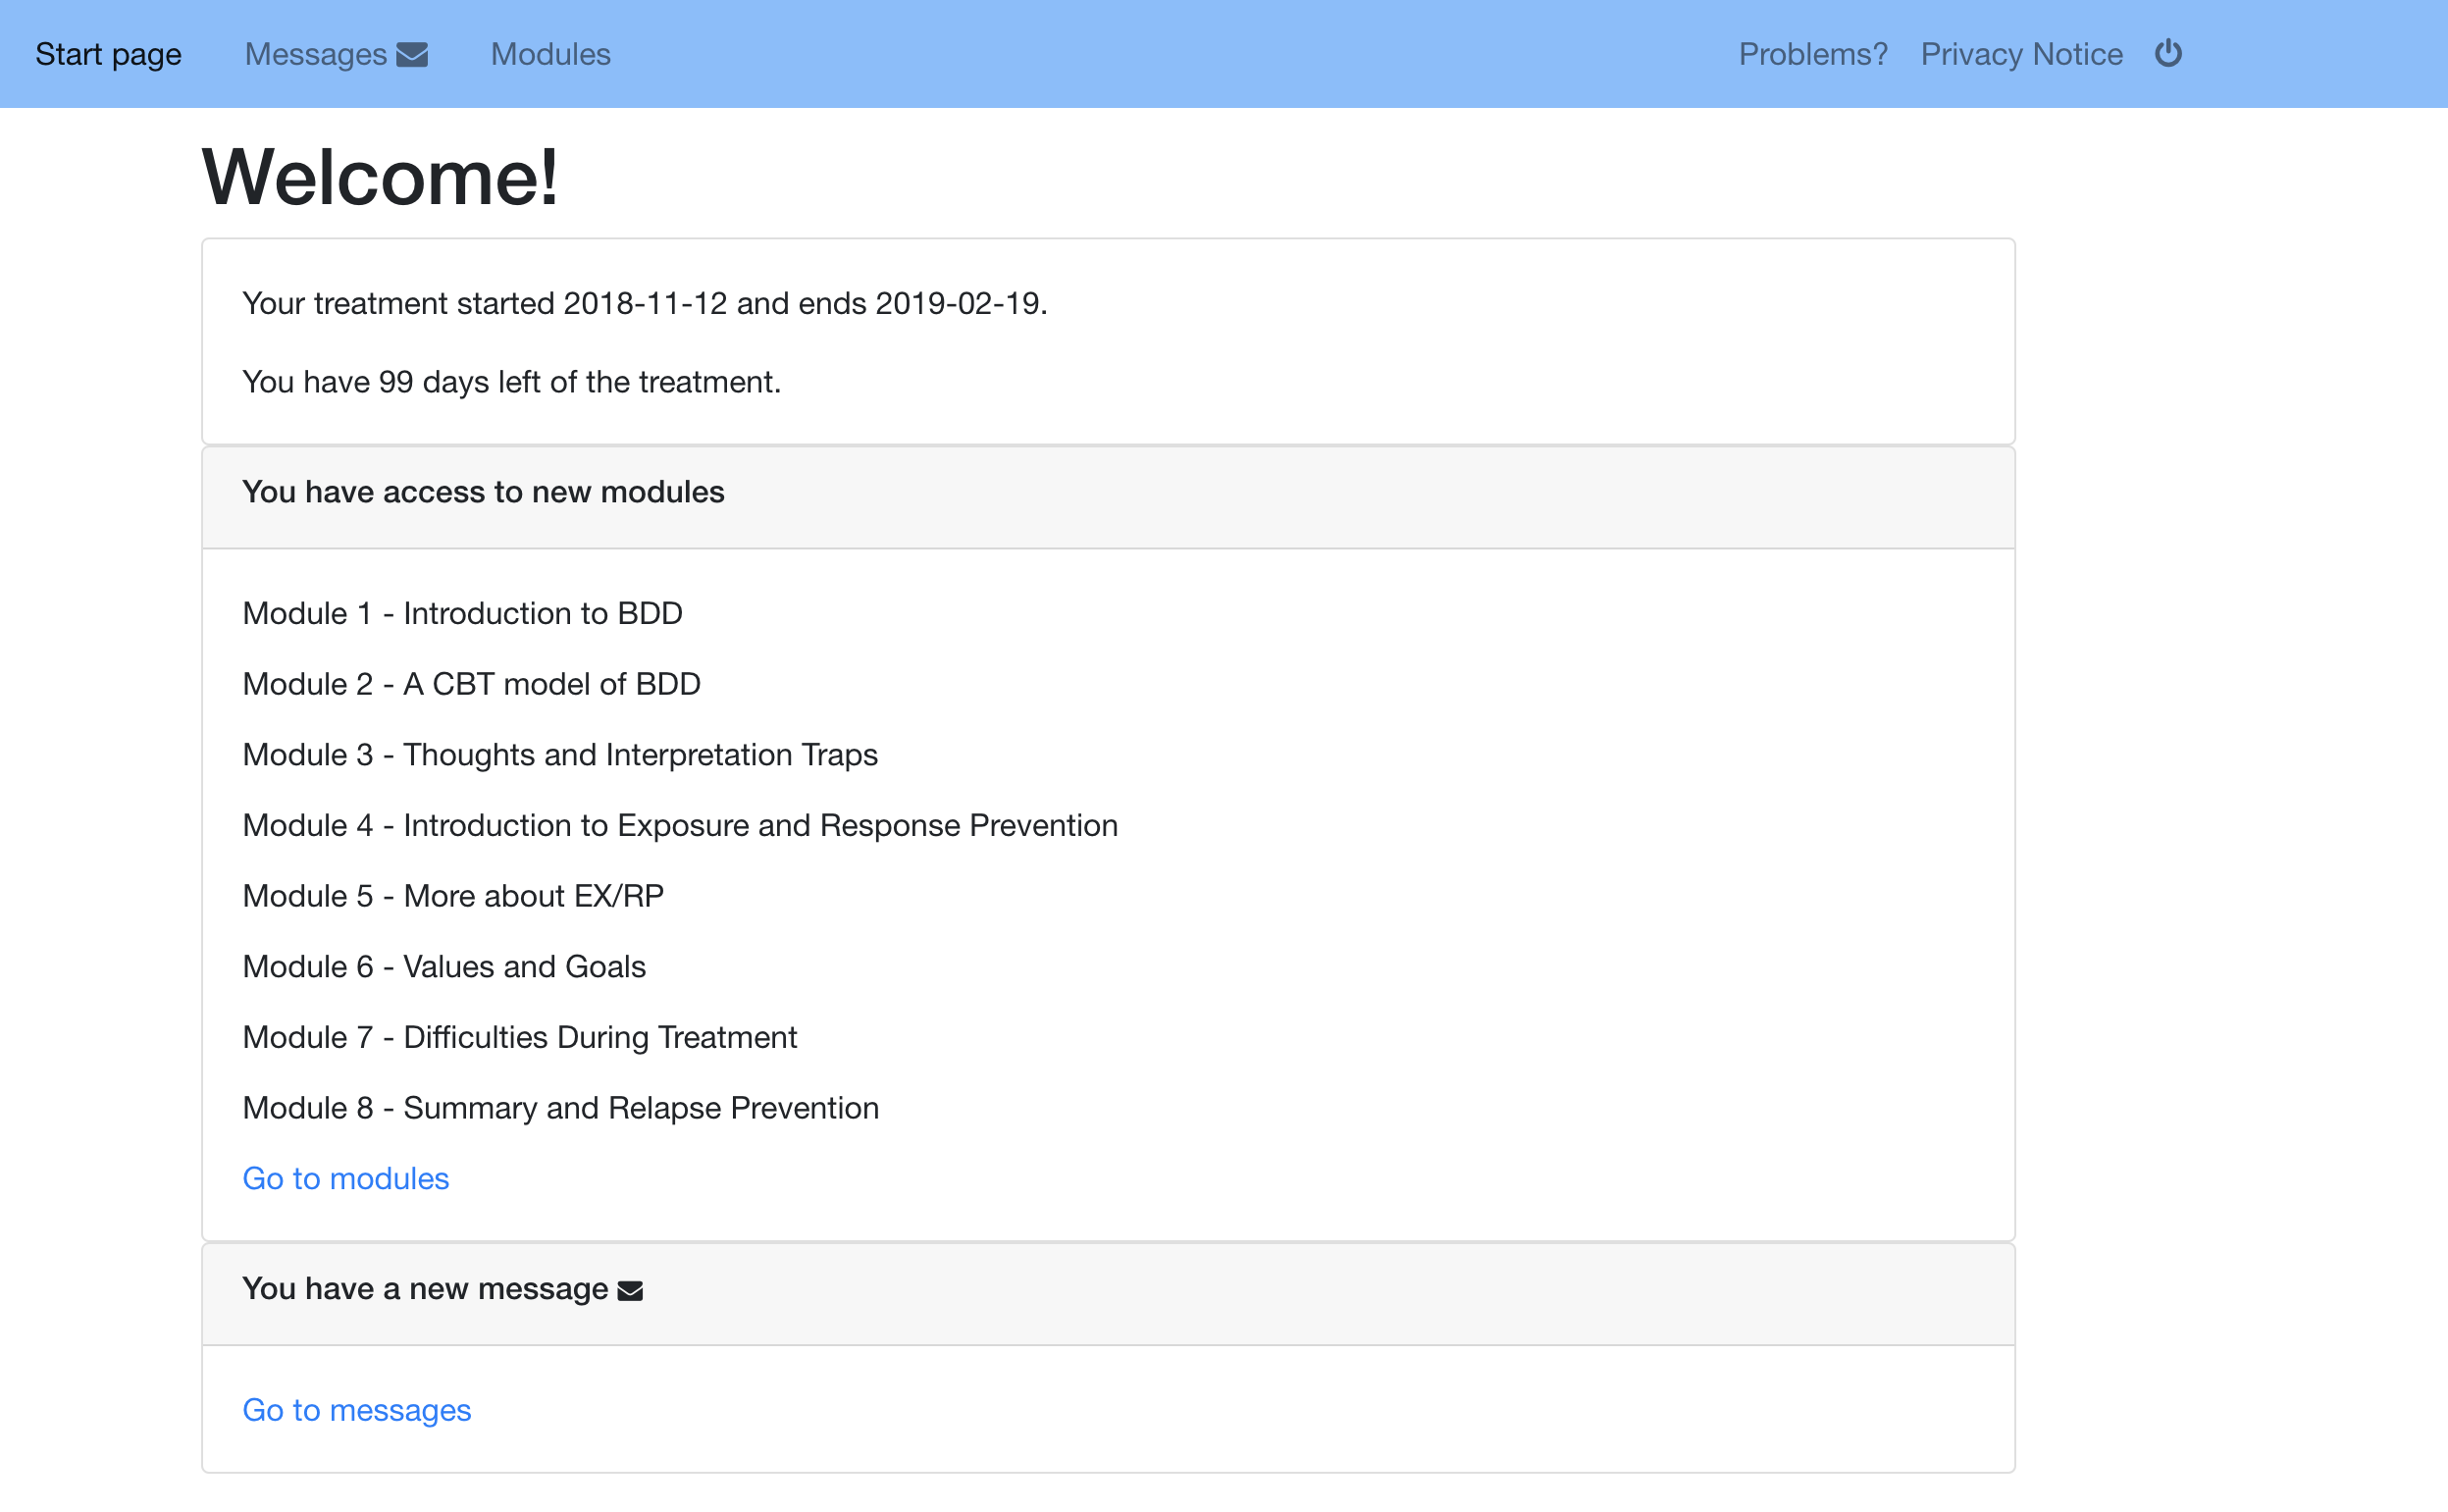 Start page Messages Modules Problems? Privacy Notice
Welcome!
Your treatment started 2018-11-12 and ends 2019-02-19.
You have 99 days left of the treatment.
You have access to new modules
Module 1 - Introduction to BDD
Module 2 - A CBT model of BDD
Module 3 - Thoughts and Interpretation Traps
Module 4 - Introduction to Exposure and Response Prevention
Module 5 - More about EX/RP
Module 6 - Values and Goals
Module 7 - Difficulties During Treatment
Module 8 - Summary and Relapse Prevention
Go to modules
You have a new message
Go to messages